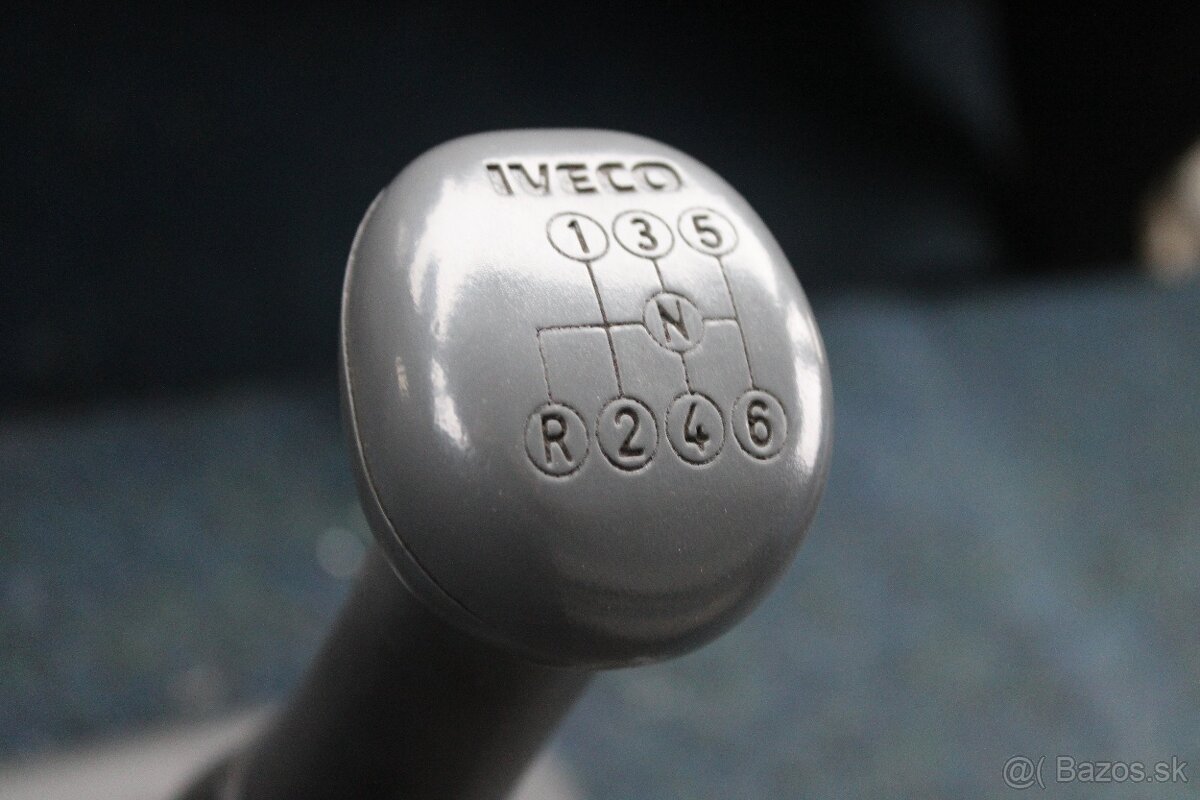 IVECO
1 3 5
N
R 2 4 6
@( Bazos.sk